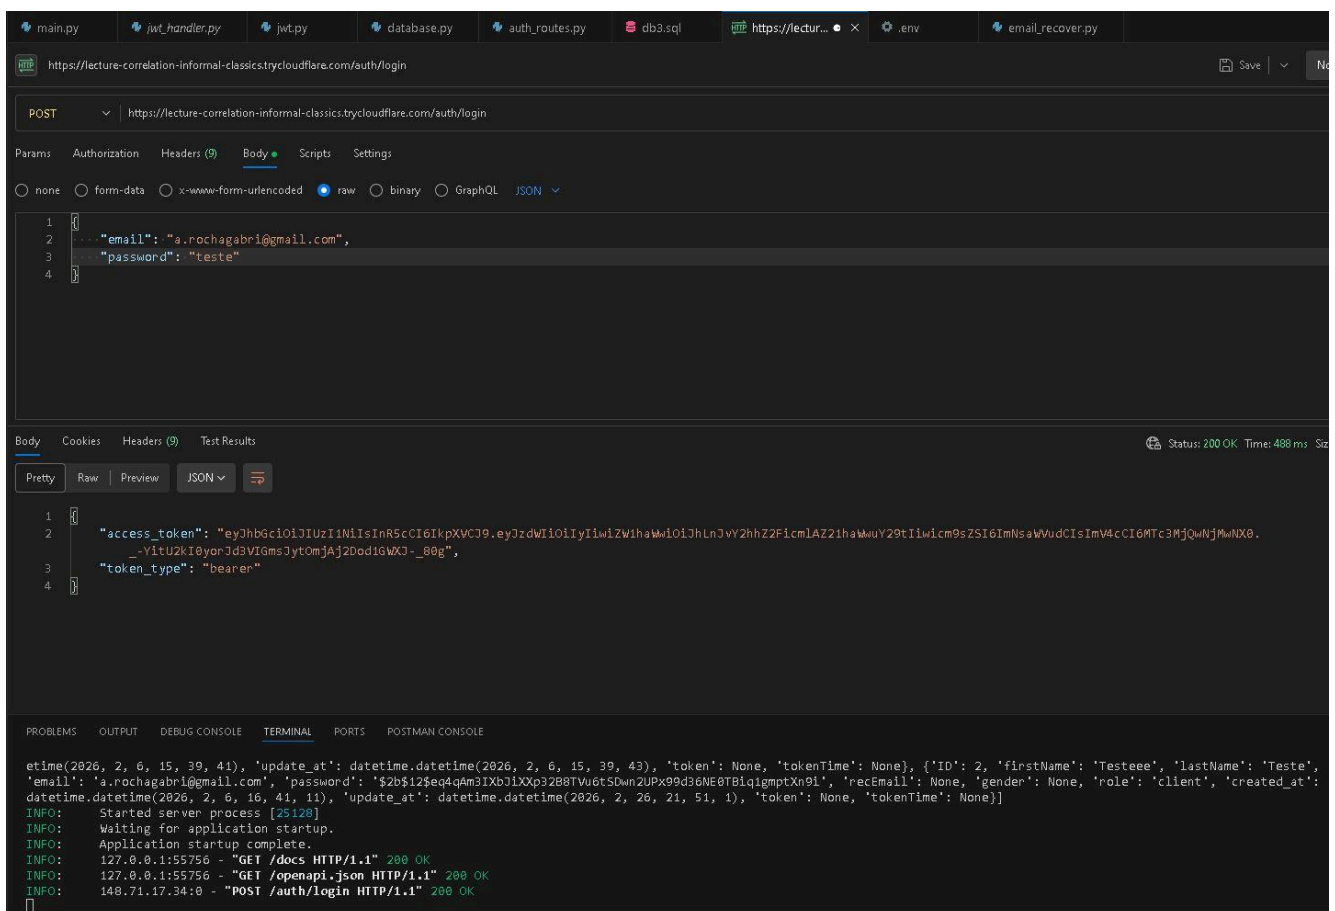 main.py jwt_handler.py jwt.py database.py auth_routes.py db3.sql HTTP https://lectur... .env email_recover.py
HTTP https://lecture-correlation-informal-classics.trycloudflare.com/auth/login Save No
POST https://lecture-correlation-informal-classics.trycloudflare.com/auth/login
Params Authorization Headers (9) Body Scripts Settings
none form-data x-www-form-urlencoded raw binary GraphQL JSON
1 {
2 "email": "a.rochagabri@gmail.com",
3 "password": "teste"
4 }
Body Cookies Headers (9) Test Results Status: 200 OK Time: 488 ms Siz
Pretty Raw Preview JSON
1 {
2 "access_token": "eyJhbGciOiJIUzI1NiIsInR5cCI6IkpXVCJ9.eyJzdWIiOiIyIiwiZW1haWwiOiJhLnJvY2hhZ2FicmlAZ21haWwuY29tIiwicm9sZSI6ImNsaWVudCIsImV4cCI6MTc3MjQwNjMwNX0.
_-YitU2kI0yorJd3VIGmsJytOmjAj2Dod1GWXJ-_80g",
3 "token_type": "bearer"
4 }
PROBLEMS OUTPUT DEBUG CONSOLE TERMINAL PORTS POSTMAN CONSOLE
etime(2026, 2, 6, 15, 39, 41), 'update_at': datetime.datetime(2026, 2, 6, 15, 39, 43), 'token': None, 'tokenTime': None}, {'ID': 2, 'firstName': 'Testeee', 'lastName': 'Teste',
'email': 'a.rochagabri@gmail.com', 'password': '$2b$12$eq4qAm3IXbJiXXp32B8TVu6tSDwn2UPx99d36NE0TBiq1gmptXn9i', 'recEmail': None, 'gender': None, 'role': 'client', 'created_at':
datetime.datetime(2026, 2, 6, 16, 41, 11), 'update_at': datetime.datetime(2026, 2, 26, 21, 51, 1), 'token': None, 'tokenTime': None}]
INFO: Started server process [25128]
INFO: Waiting for application startup.
INFO: Application startup complete.
INFO: 127.0.0.1:55756 - "GET /docs HTTP/1.1" 200 OK
INFO: 127.0.0.1:55756 - "GET /openapi.json HTTP/1.1" 200 OK
INFO: 148.71.17.34:0 - "POST /auth/login HTTP/1.1" 200 OK